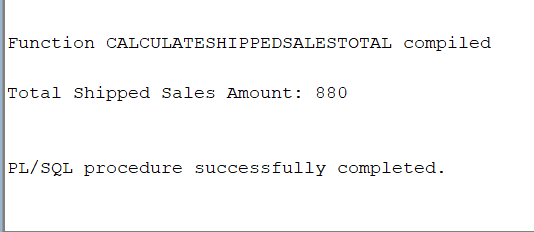 Function CALCULATESHIPPEDSALESTOTAL compiled
Total Shipped Sales Amount: 880
PL/SQL procedure successfully completed.